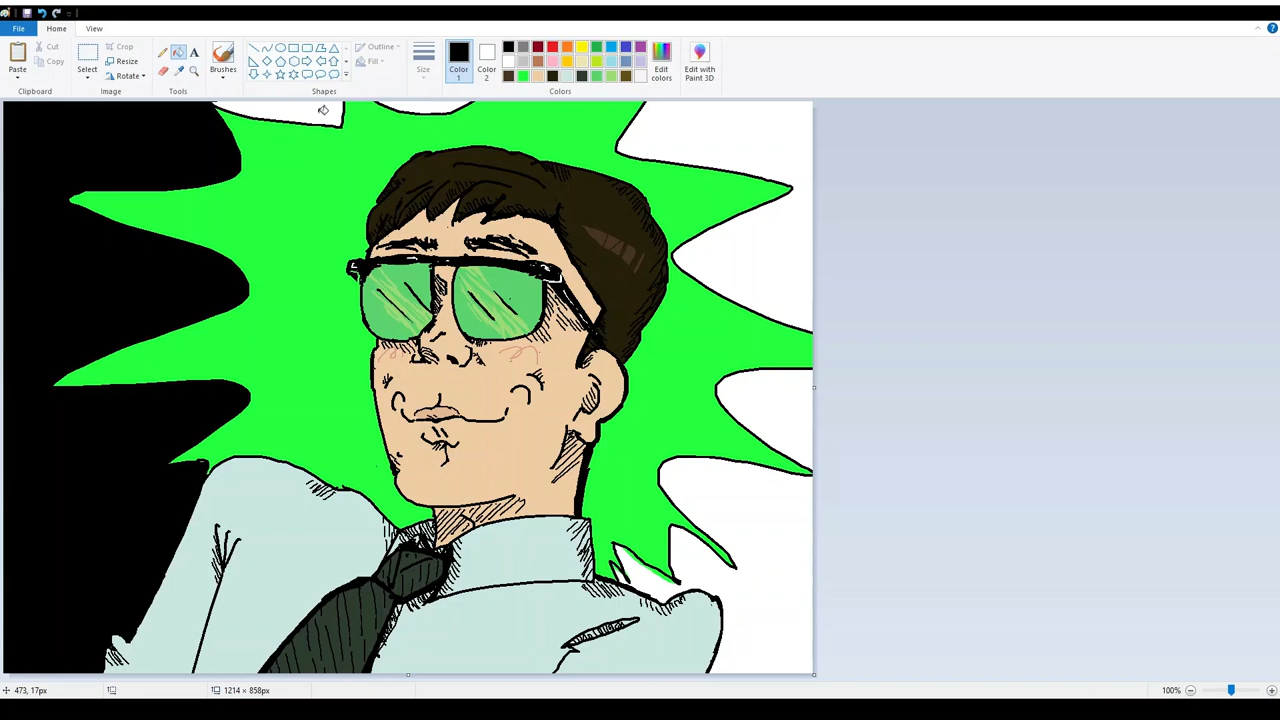 File Home View
Paste Cut Copy Select Crop Resize Rotate A Brushes Outline Fill Size Color 1 Color 2 Edit colors Edit with Paint 3D
Clipboard Image Tools Shapes Colors
473, 17px 1214 × 858px 100%